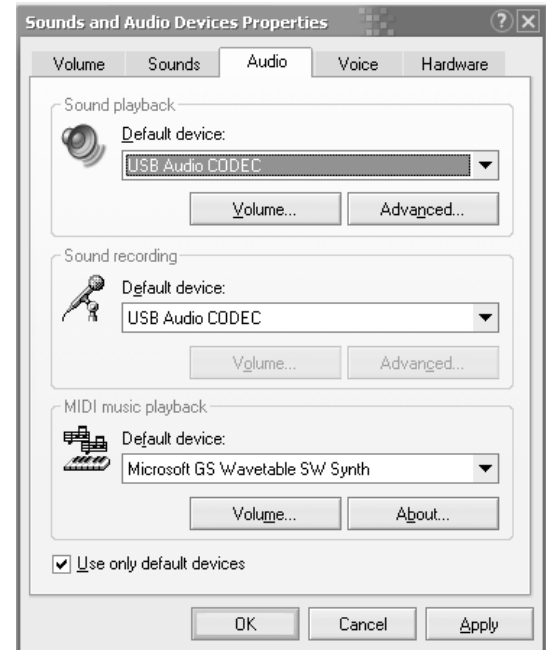 Sounds and Audio Devices Properties
Volume Sounds Audio Voice Hardware
Sound playback
Default device:
USB Audio CODEC
Volume... Advanced...
Sound recording
Default device:
USB Audio CODEC
Volume... Advanced...
MIDI music playback
Default device:
Microsoft GS Wavetable SW Synth
Volume... About...
Use only default devices
OK Cancel Apply